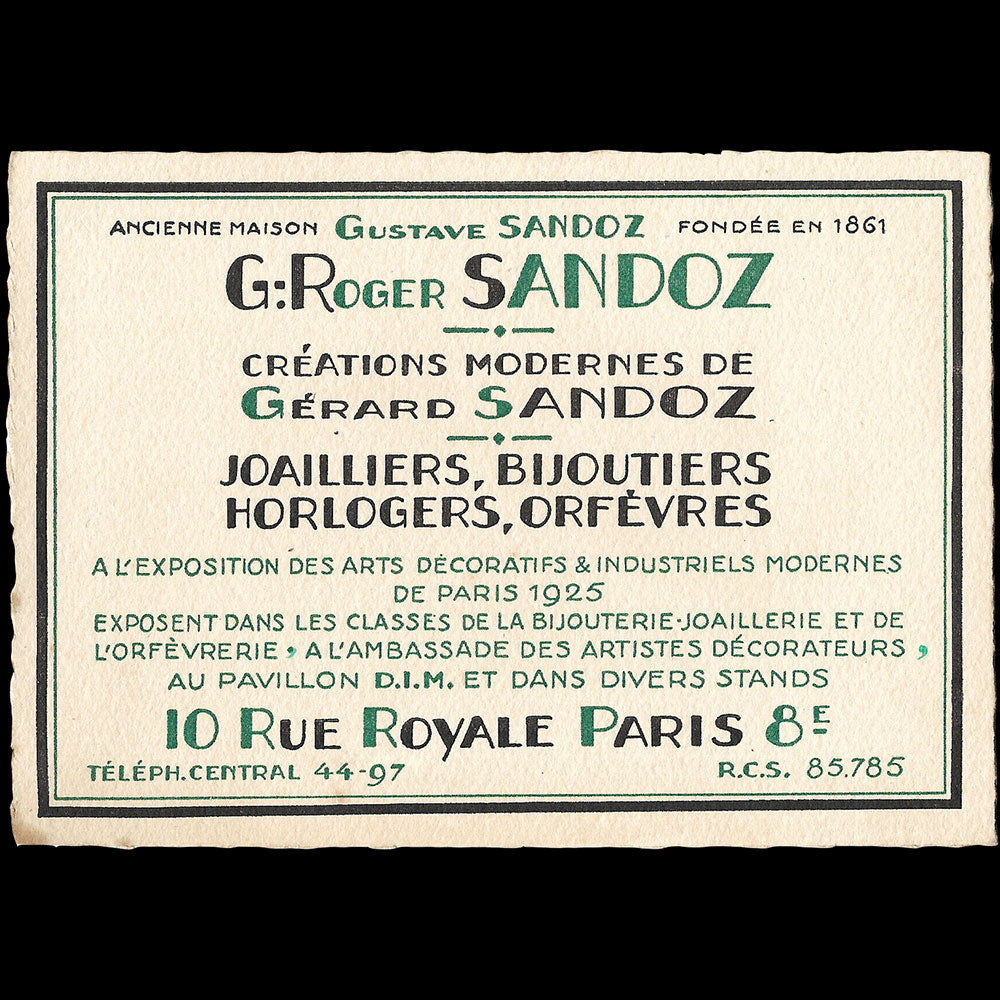 ANCIENNE MAISON GUSTAVE SANDOZ FONDÉE EN 1861
G:ROGER SANDOZ
CRÉATIONS MODERNES DE
GÉRARD SANDOZ
JOAILLIERS, BIJOUTIERS
HORLOGERS, ORFÈVRES
A L'EXPOSITION DES ARTS DÉCORATIFS & INDUSTRIELS MODERNES
DE PARIS 1925
EXPOSENT DANS LES CLASSES DE LA BIJOUTERIE-JOAILLERIE ET DE
L'ORFÈVRERIE, A L'AMBASSADE DES ARTISTES DÉCORATEURS,
AU PAVILLON D.I.M. ET DANS DIVERS STANDS
10 RUE ROYALE PARIS 8E
TÉLÉPH. CENTRAL 44-97 R.C.S. 85.785